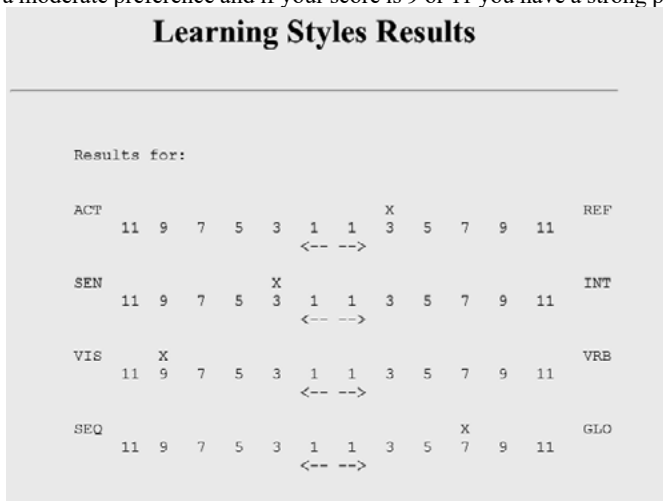 a moderate preference and if your score is 9 or 11 you have a strong p
Learning Styles Results
Results for:
ACT X REF
11 9 7 5 3 1 1 3 5 7 9 11
<-- -->
SEN X INT
11 9 7 5 3 1 1 3 5 7 9 11
<-- -->
VIS X VRB
11 9 7 5 3 1 1 3 5 7 9 11
<-- -->
SEQ X GLO
11 9 7 5 3 1 1 3 5 7 9 11
<-- -->